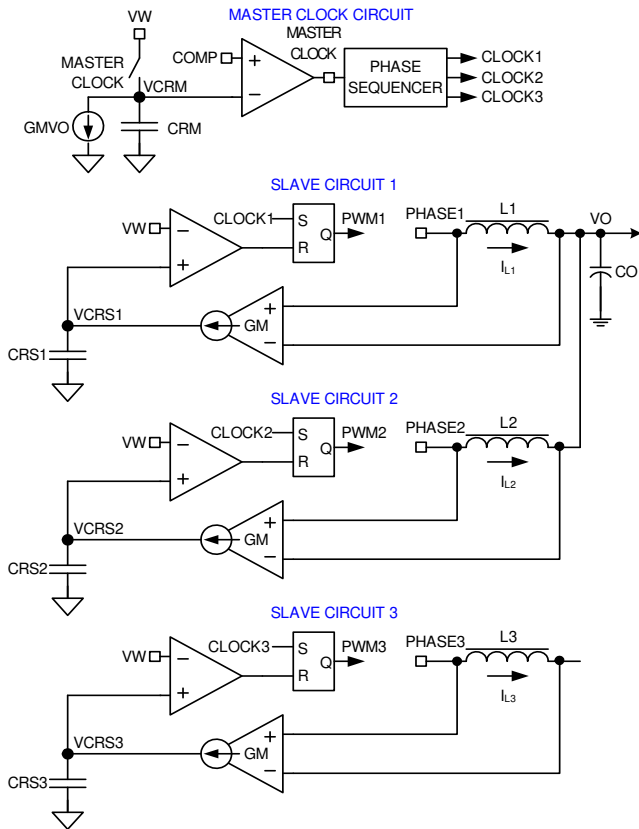 MASTER CLOCK CIRCUIT
VW
MASTER
CLOCK
VCRM
GMVO
CRM
COMP
+
−
MASTER
CLOCK
PHASE
SEQUENCER
CLOCK1
CLOCK2
CLOCK3
SLAVE CIRCUIT 1
VW
−
+
CLOCK1
S
R
Q
PWM1
PHASE1
L1
IL1
VO
CO
VCRS1
CRS1
GM
+
−
SLAVE CIRCUIT 2
VW
−
+
CLOCK2
S
R
Q
PWM2
PHASE2
L2
IL2
VCRS2
CRS2
GM
+
−
SLAVE CIRCUIT 3
VW
−
+
CLOCK3
S
R
Q
PWM3
PHASE3
L3
IL3
VCRS3
CRS3
GM
+
−